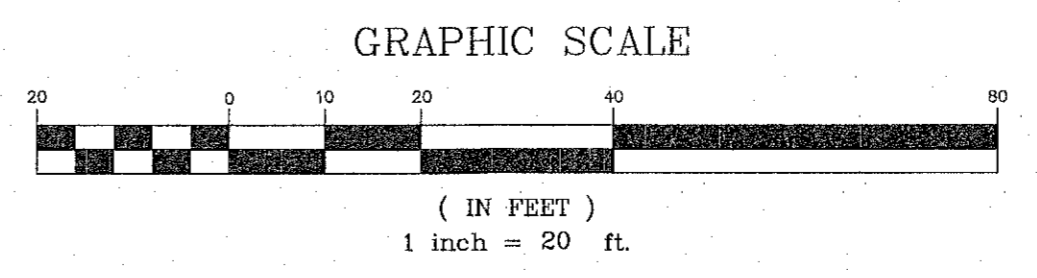 GRAPHIC SCALE
20 0 10 20 40 80
( IN FEET )
1 inch = 20 ft.